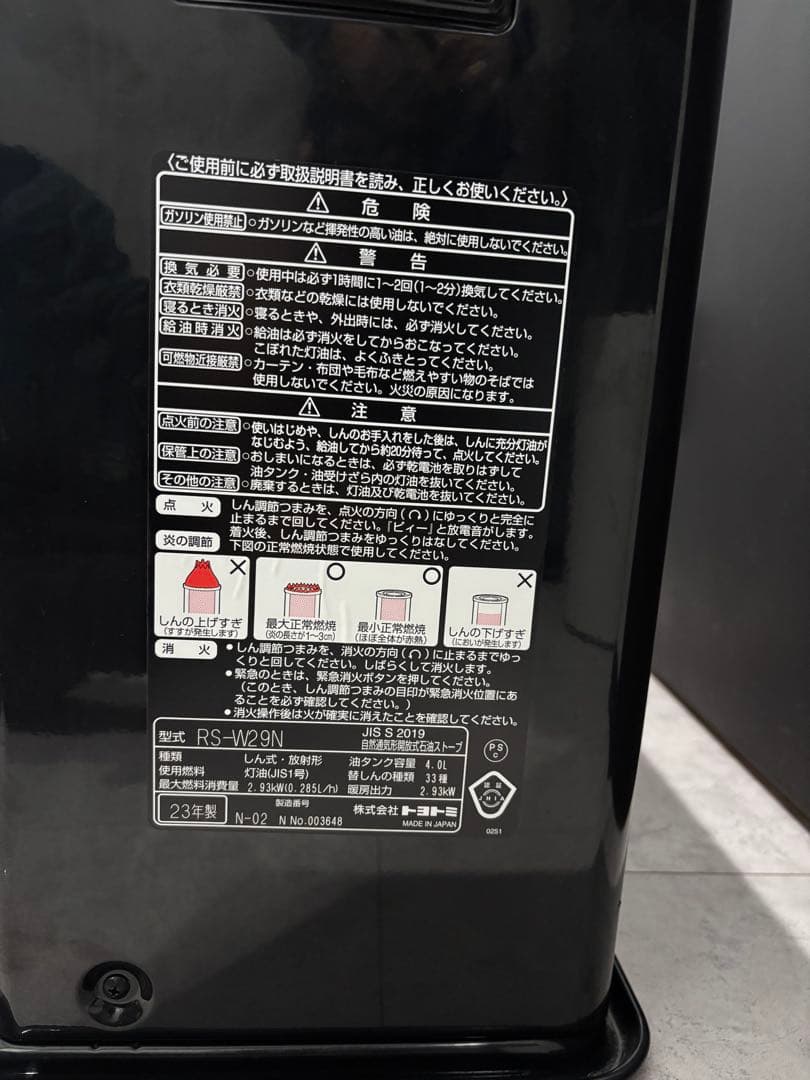 〈ご使用前に必ず取扱説明書を読み、正しくお使いください。〉
⚠ 危険
ガソリン使用禁止 ○ガソリンなど揮発性の高い油は、絶対に使用しないでください。
⚠ 警告
換気必要 ○使用中は必ず1時間に1〜2回(1〜2分)換気してください。
衣類乾燥厳禁 ○衣類などの乾燥には使用しないでください。
寝るとき消火 ○寝るときや、外出時には、必ず消火してください。
給油時消火 ○給油は必ず消火をしてからおこなってください。
こぼれた灯油は、よくふきとってください。
可燃物近接厳禁 ○カーテン・布団や毛布など燃えやすい物のそばでは
使用しないでください。火災の原因になります。
⚠ 注意
点火前の注意 ○使いはじめや、しんのお手入れをした後は、しんに充分灯油が
なじむよう、給油してから約20分待って、点火してください。
保管上の注意 ○おしまいになるときは、必ず乾電池を取りはずして
油タンク・油受けざら内の灯油を抜いてください。
その他の注意 ○廃棄するときは、灯油及び乾電池を抜いてください。
点火 しん調節つまみを、点火の方向()にゆっくりと完全に
止まるまで回してください。「ピィー」と放電音がします。
着火後、しん調節つまみをゆっくりはなしてください。
炎の調節 下図の正常燃焼状態で使用してください。
× ○ ○ ×
しんの上げすぎ 最大正常燃焼 最小正常燃焼 しんの下げすぎ
(すすが発生します) (炎の長さが1〜3cm) (ほぼ全体が赤熱) (においが発生します)
消火 ●しん調節つまみを、消火の方向()に止まるまでゆっ
くりと回してください。しばらくして消火します。
●緊急のときは、緊急消火ボタンを押してください。
(このとき、しん調節つまみの目印が緊急消火位置にあ
ることを必ず確認してください。)
●消火操作後は火が確実に消えたことを確認してください。
型式 RS-W29N JIS S 2019
自然通気形開放式石油ストーブ
種類 しん式・放射形 油タンク容量 4.0L
使用燃料 灯油(JIS1号) 替しんの種類 33種
最大燃料消費量 2.93kW(0.285L/h) 暖房出力 2.93kW
23年製 製造番号 N-02 N No.003648 株式会社トヨトミ
MADE IN JAPAN
PS
C
認証
JHIA
02S1